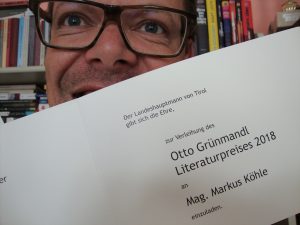 Der Landeshauptmann von Tirol
gibt sich die Ehre,
zur Verleihung des
Otto Grünmandl
Literaturpreises 2018
an
Mag. Markus Köhle
einzuladen.
er